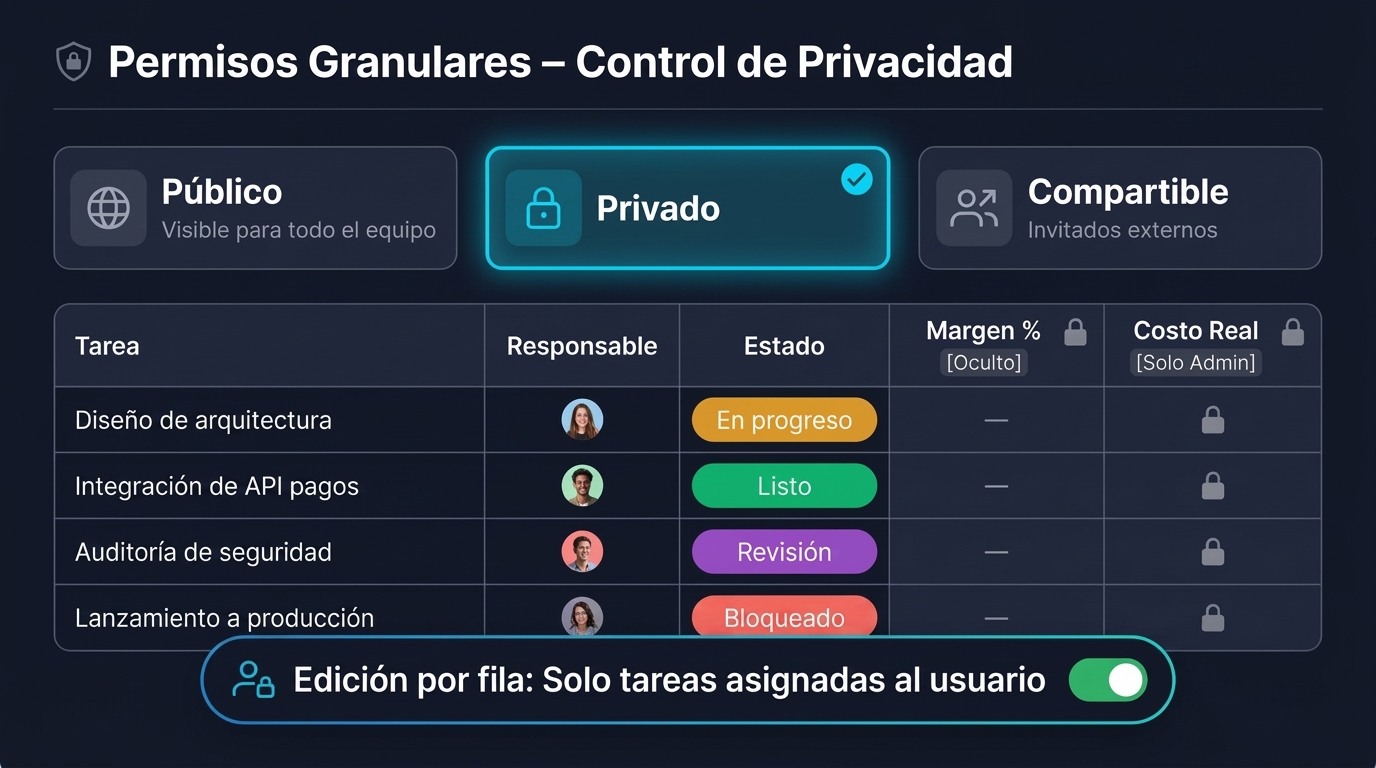 Permisos Granulares – Control de Privacidad
Público
Visible para todo el equipo
Privado
Compartible
Invitados externos
Tarea
Responsable
Estado
Margen %
[Oculto]
Costo Real
[Solo Admin]
Diseño de arquitectura
En progreso
—
Integración de API pagos
Listo
—
Auditoría de seguridad
Revisión
—
Lanzamiento a producción
Bloqueado
—
Edición por fila: Solo tareas asignadas al usuario